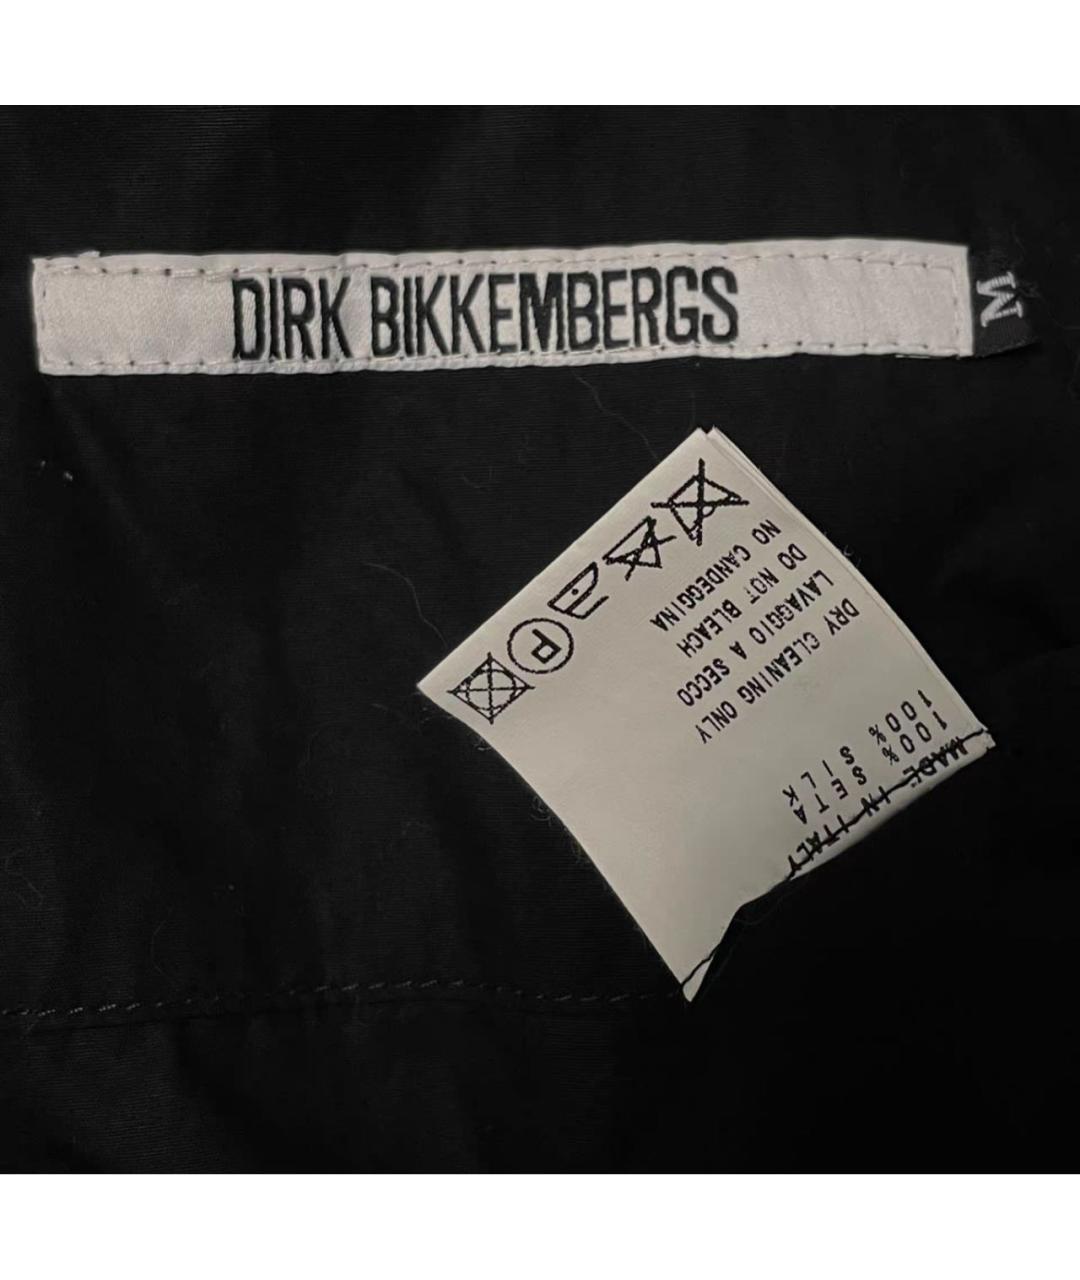 DIRK BIKKEMBERGS
M
MADE IN ITALY
100% SETA
100% SILK
DRY CLEANING ONLY
LAVAGGIO A SECCO
DO NOT BLEACH
NO CANDEGGINA
P